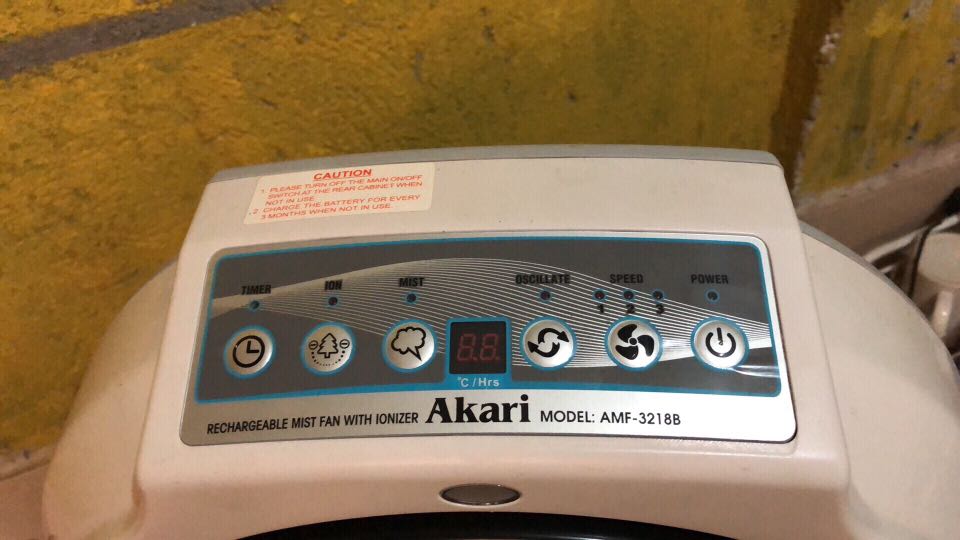 CAUTION
1. PLEASE TURN OFF THE MAIN ON/OFF
SWITCH AT THE REAR CABINET WHEN
NOT IN USE
2. CHARGE THE BATTERY FOR EVERY
3 MONTHS WHEN NOT IN USE
TIMER ION MIST OSCILLATE SPEED POWER
1 2 3
8.8.
°C/Hrs
RECHARGEABLE MIST FAN WITH IONIZER Akari MODEL: AMF-3218B